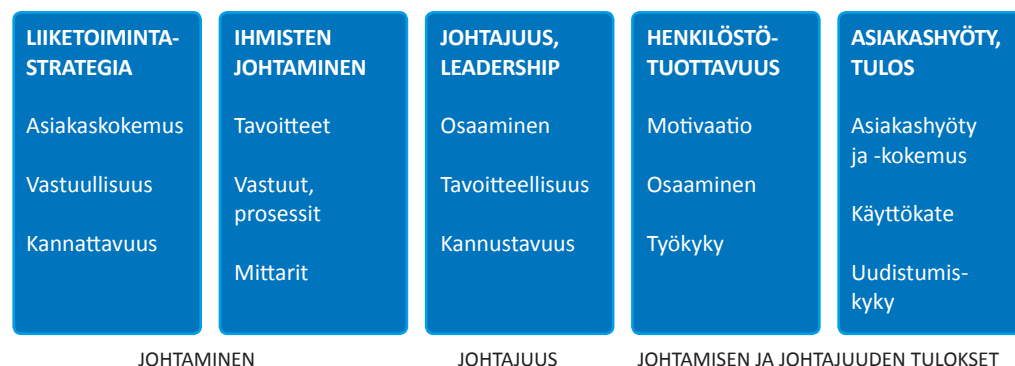 LIIKETOIMINTA-
STRATEGIA
Asiakaskokemus
Vastuullisuus
Kannattavuus
IHMISTEN
JOHTAMINEN
Tavoitteet
Vastuut,
prosessit
Mittarit
JOHTAJUUS,
LEADERSHIP
Osaaminen
Tavoitteellisuus
Kannustavuus
HENKILÖSTÖ-
TUOTTAVUUS
Motivaatio
Osaaminen
Työkyky
ASIAKASHYÖTY,
TULOS
Asiakashyöty
ja -kokemus
Käyttökate
Uudistumis-
kyky
JOHTAMINEN
JOHTAJUUS
JOHTAMISEN JA JOHTAJUUDEN TULOKSET